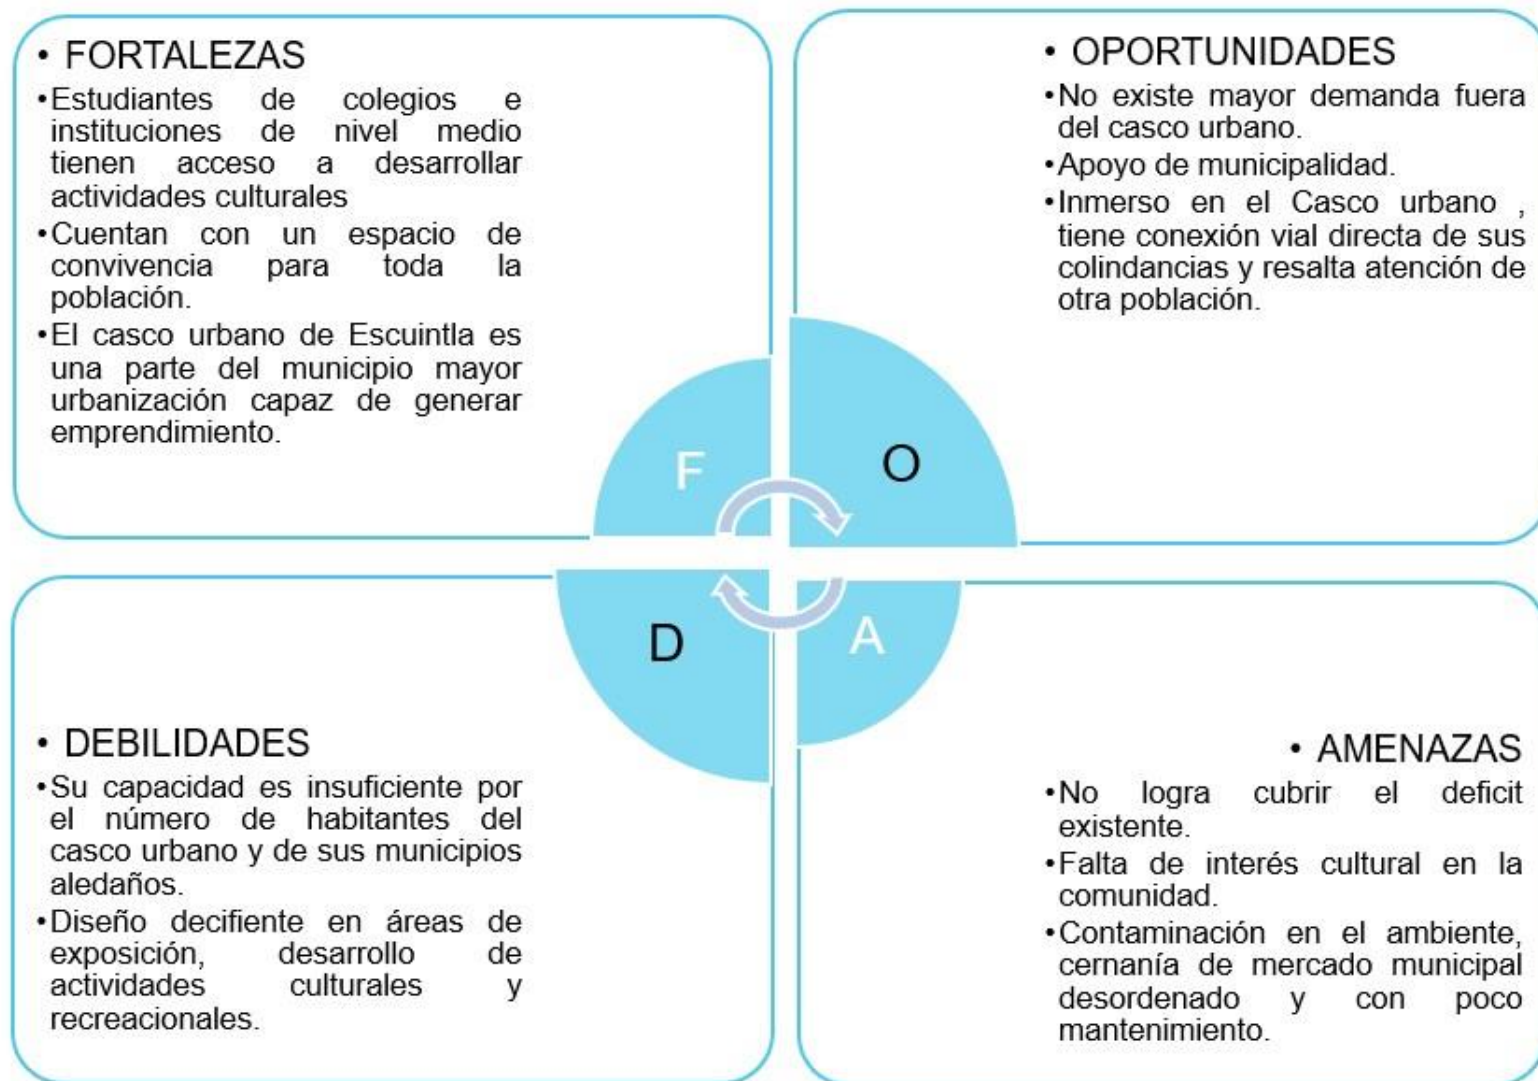 • FORTALEZAS
•Estudiantes de colegios e
instituciones de nivel medio
tienen acceso a desarrollar
actividades culturales
•Cuentan con un espacio de
convivencia para toda la
población.
•El casco urbano de Escuintla es
una parte del municipio mayor
urbanización capaz de generar
emprendimiento.
• OPORTUNIDADES
•No existe mayor demanda fuera
del casco urbano.
•Apoyo de municipalidad.
•Inmerso en el Casco urbano ,
tiene conexión vial directa de sus
colindancias y resalta atención de
otra población.
F
O
D
A
• DEBILIDADES
•Su capacidad es insuficiente por
el número de habitantes del
casco urbano y de sus municipios
aledaños.
•Diseño decifiente en áreas de
exposición, desarrollo de
actividades culturales y
recreacionales.
• AMENAZAS
•No logra cubrir el deficit
existente.
•Falta de interés cultural en la
comunidad.
•Contaminación en el ambiente,
cernanía de mercado municipal
desordenado y con poco
mantenimiento.